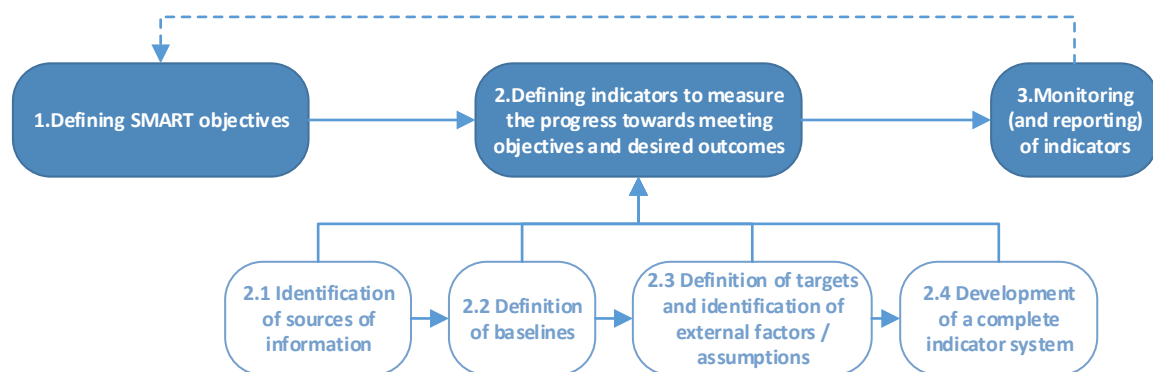 1.Defining SMART objectives
2.Defining indicators to measure
the progress towards meeting
objectives and desired outcomes
3.Monitoring
(and reporting)
of indicators
2.1 Identification
of sources of
information
2.2 Definition
of baselines
2.3 Definition of targets
and identification of
external factors /
assumptions
2.4 Development
of a complete
indicator system